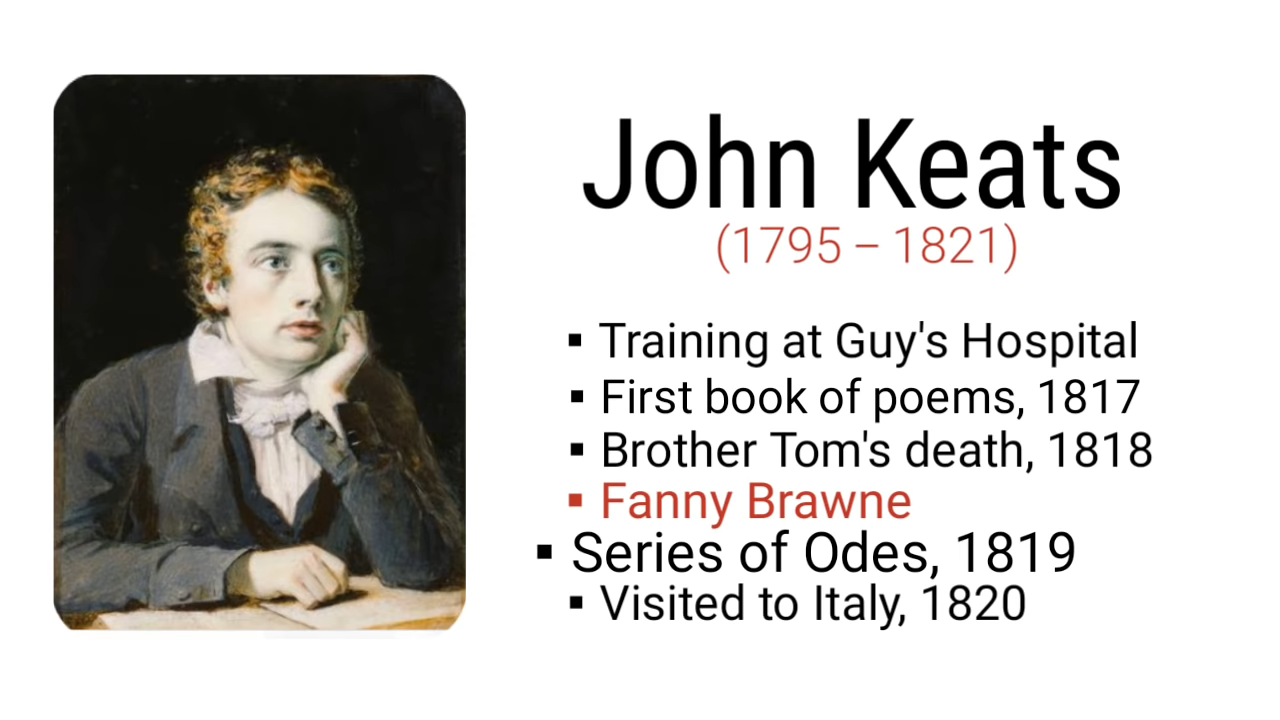 John Keats
(1795 – 1821)
▪ Training at Guy's Hospital
▪ First book of poems, 1817
▪ Brother Tom's death, 1818
▪ Fanny Brawne
▪ Series of Odes, 1819
▪ Visited to Italy, 1820